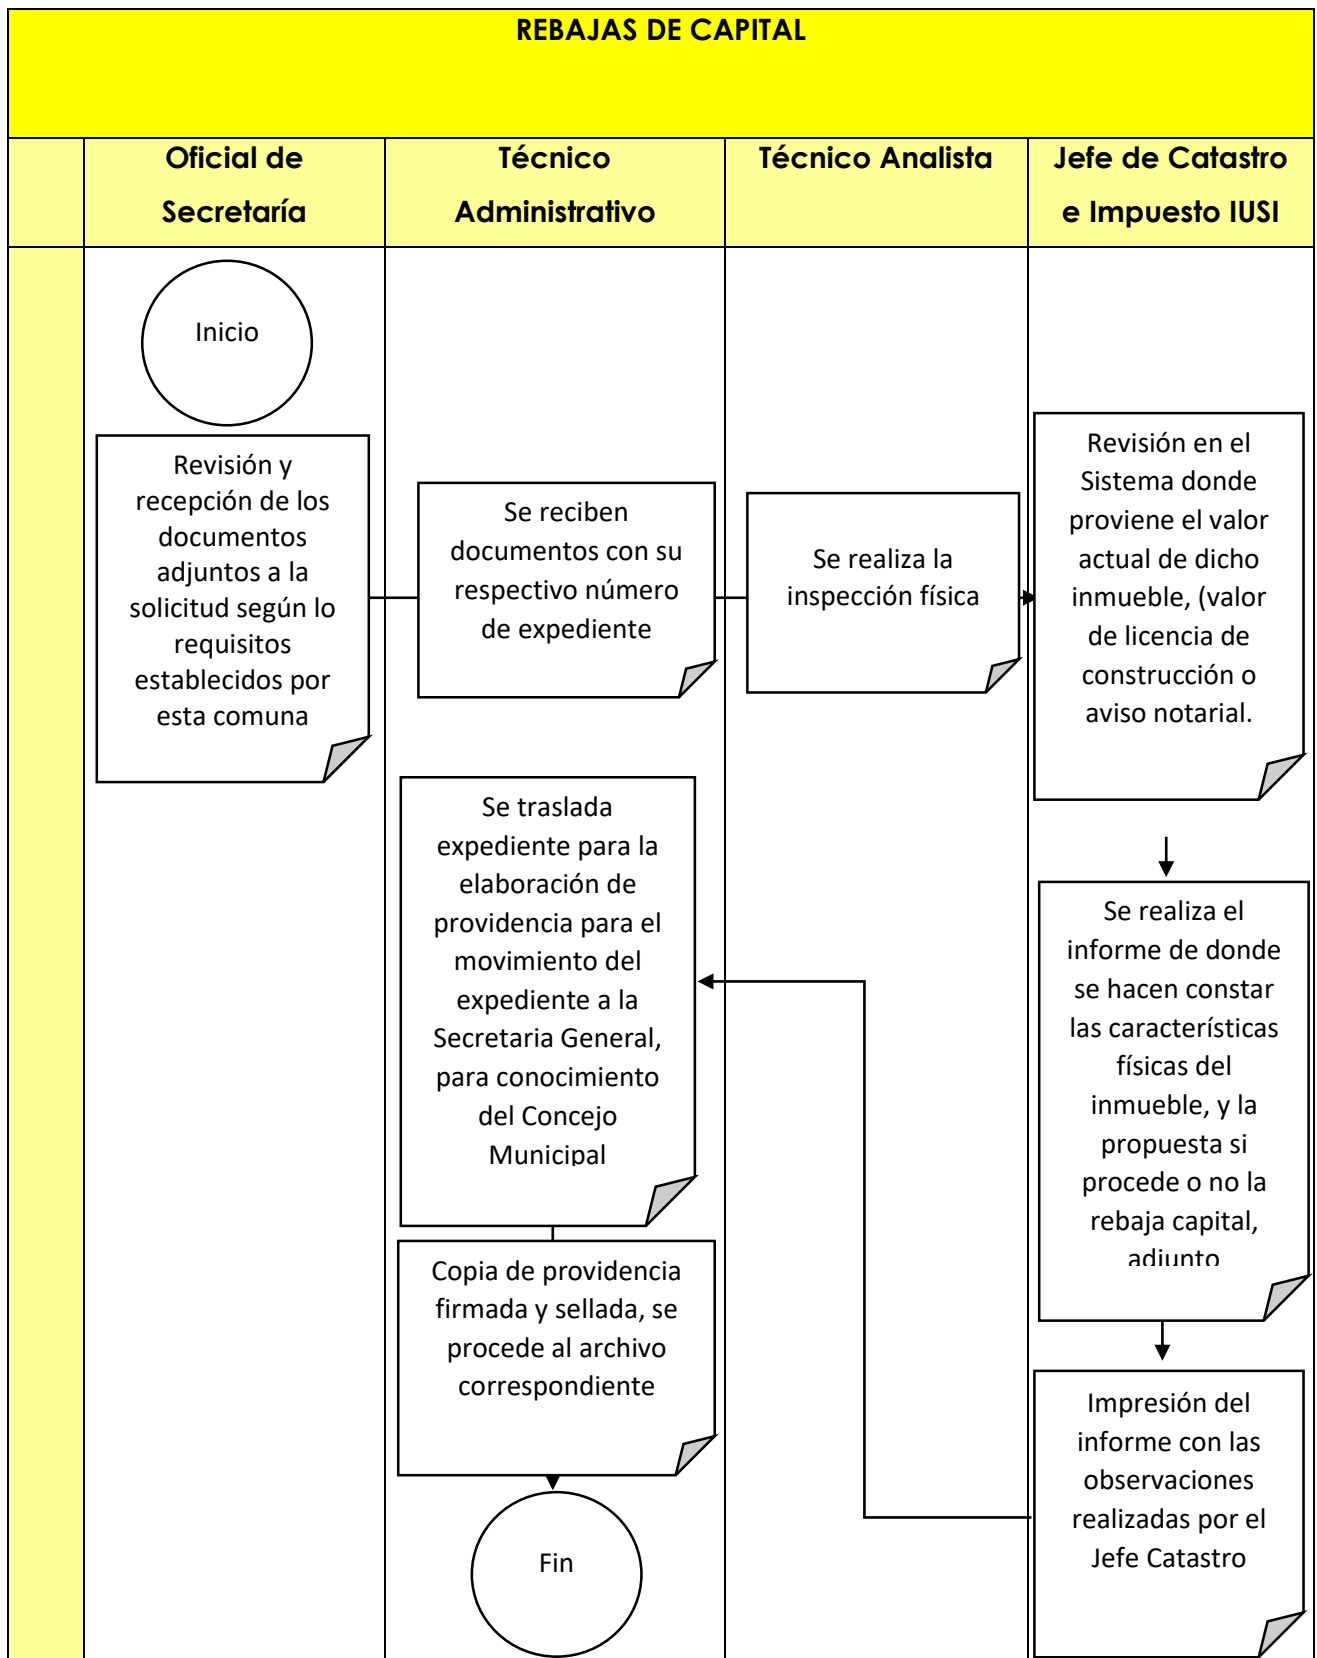 REBAJAS DE CAPITAL
Oficial de
Secretaría
Técnico
Administrativo
Técnico Analista
Jefe de Catastro
e Impuesto IUSI
Inicio
Revisión y
recepción de los
documentos
adjuntos a la
solicitud según lo
requisitos
establecidos por
esta comuna
Se reciben
documentos con su
respectivo número
de expediente
Se realiza la
inspección física
Revisión en el
Sistema donde
proviene el valor
actual de dicho
inmueble, (valor
de licencia de
construcción o
aviso notarial.
Se realiza el
informe de donde
se hacen constar
las características
físicas del
inmueble, y la
propuesta si
procede o no la
rebaja capital,
adjunto
Impresión del
informe con las
observaciones
realizadas por el
Jefe Catastro
Se traslada
expediente para la
elaboración de
providencia para el
movimiento del
expediente a la
Secretaria General,
para conocimiento
del Concejo
Municipal
Copia de providencia
firmada y sellada, se
procede al archivo
correspondiente
Fin